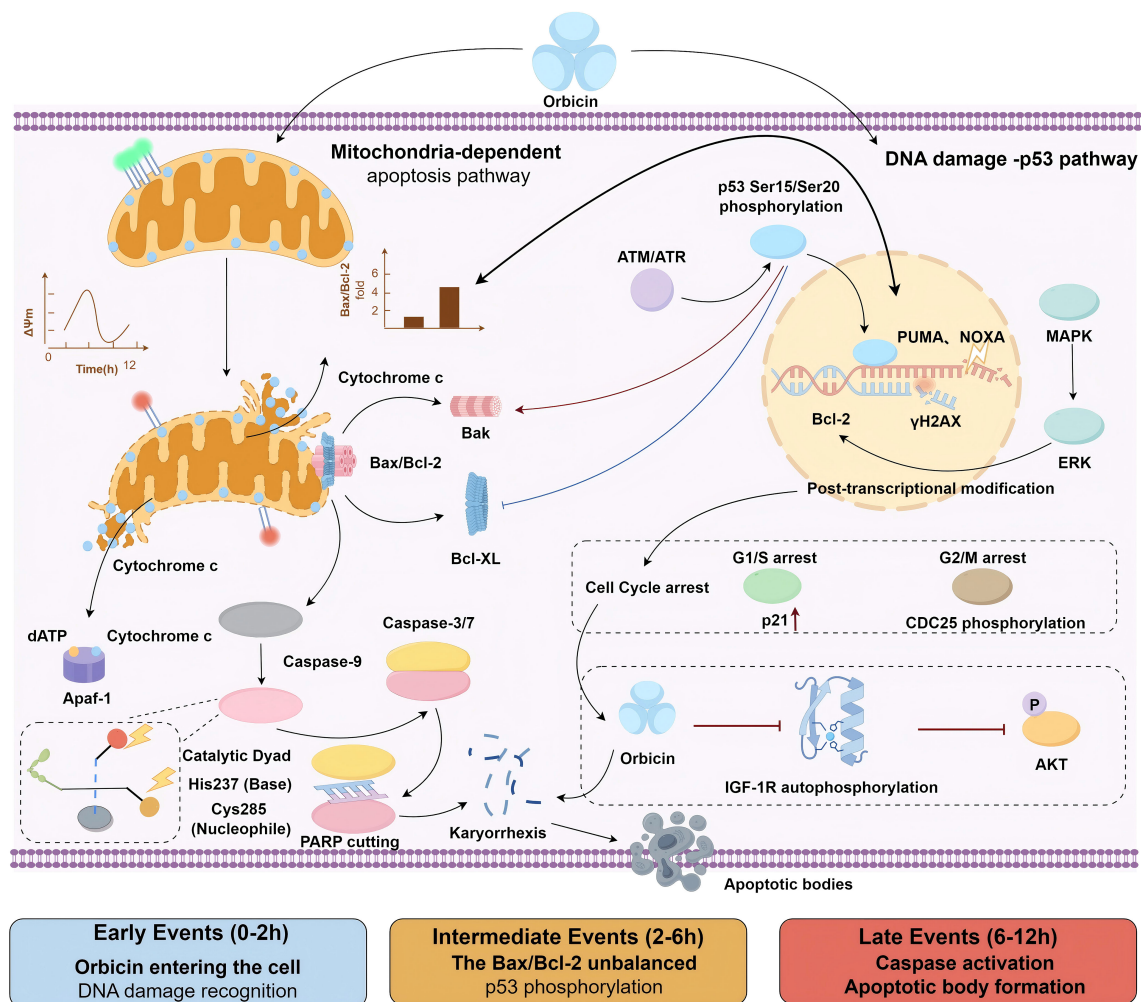 Orbicin
Mitochondria-dependent
apoptosis pathway
DNA damage -p53 pathway
p53 Ser15/Ser20
phosphorylation
ATM/ATR
Bax/Bcl-2
fold
6
4
2
ΔΨm
0
Time(h)
12
PUMA、NOXA
MAPK
Cytochrome c
Bak
Bcl-2
γH2AX
ERK
Bax/Bcl-2
Post-transcriptional modification
Bcl-XL
Cytochrome c
G1/S arrest
G2/M arrest
Cell Cycle arrest
p21
CDC25 phosphorylation
dATP
Cytochrome c
Apaf-1
Caspase-9
Caspase-3/7
P
Orbicin
AKT
IGF-1R autophosphorylation
Catalytic Dyad
His237 (Base)
Cys285
(Nucleophile)
PARP cutting
Karyorrhexis
Apoptotic bodies
Early Events (0-2h)
Orbicin entering the cell
DNA damage recognition
Intermediate Events (2-6h)
The Bax/Bcl-2 unbalanced
p53 phosphorylation
Late Events (6-12h)
Caspase activation
Apoptotic body formation